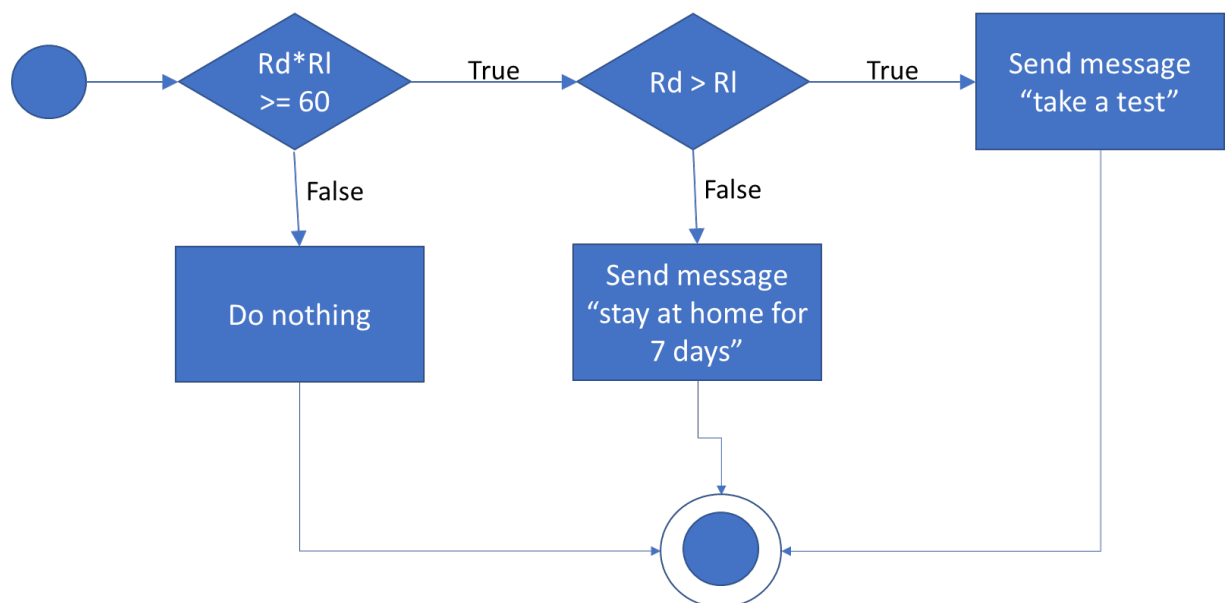 Rd*Rl
>= 60
True
Rd > Rl
True
Send message
“take a test”
False
False
Do nothing
Send message
“stay at home for
7 days”